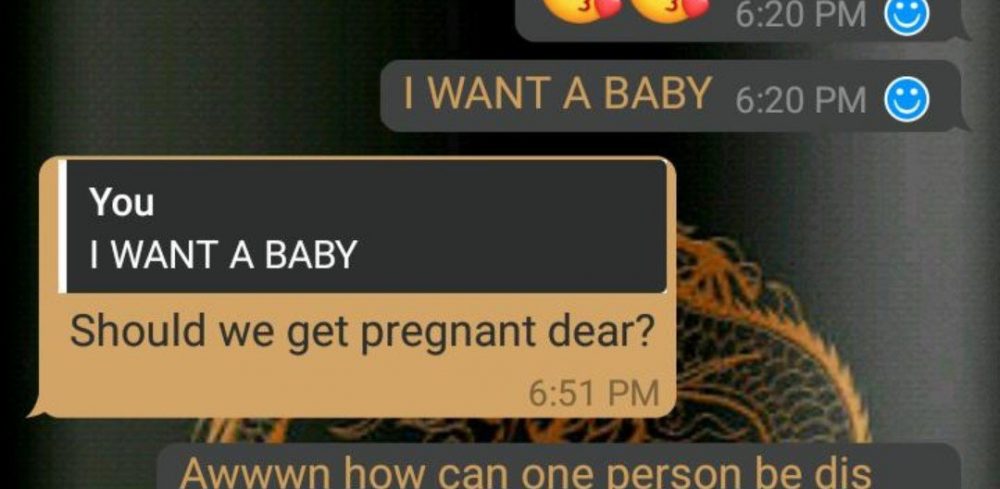 6:20 PM
I WANT A BABY 6:20 PM
You
I WANT A BABY
Should we get pregnant dear?
6:51 PM
Awwwn how can one person be dis